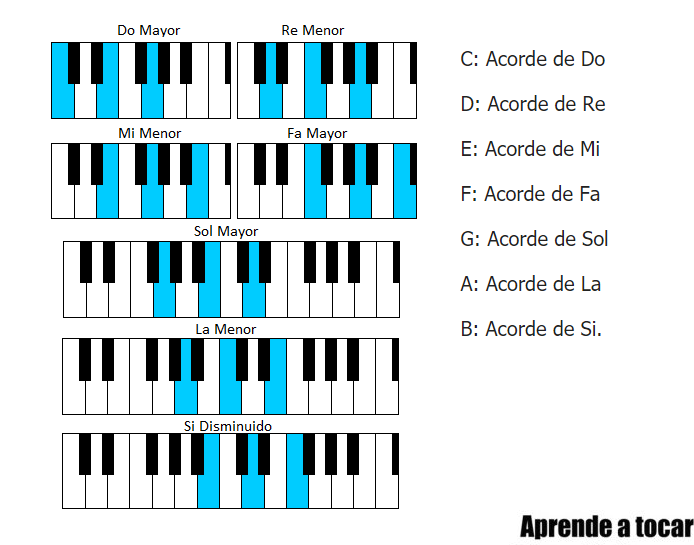 Do Mayor
Re Menor
Mi Menor
Fa Mayor
Sol Mayor
La Menor
Si Disminuido
C: Acorde de Do
D: Acorde de Re
E: Acorde de Mi
F: Acorde de Fa
G: Acorde de Sol
A: Acorde de La
B: Acorde de Si.
Aprende a tocar